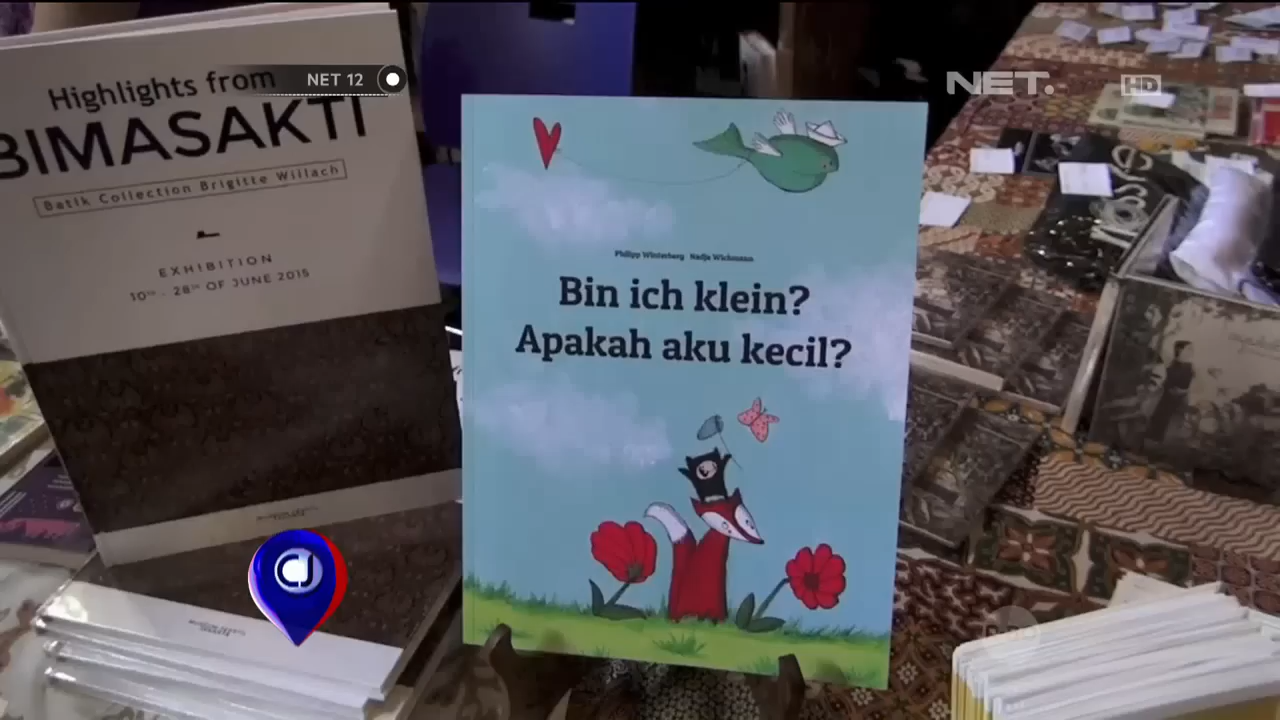 Highlights from
BIMASAKTI
Batik Collection Brigitte Willach
EXHIBITION
10TH - 28TH OF JUNE 2015
NET 12
NET.
HD
Philipp Winterberg Nadja Wichmann
Bin ich klein?
Apakah aku kecil?
CJ